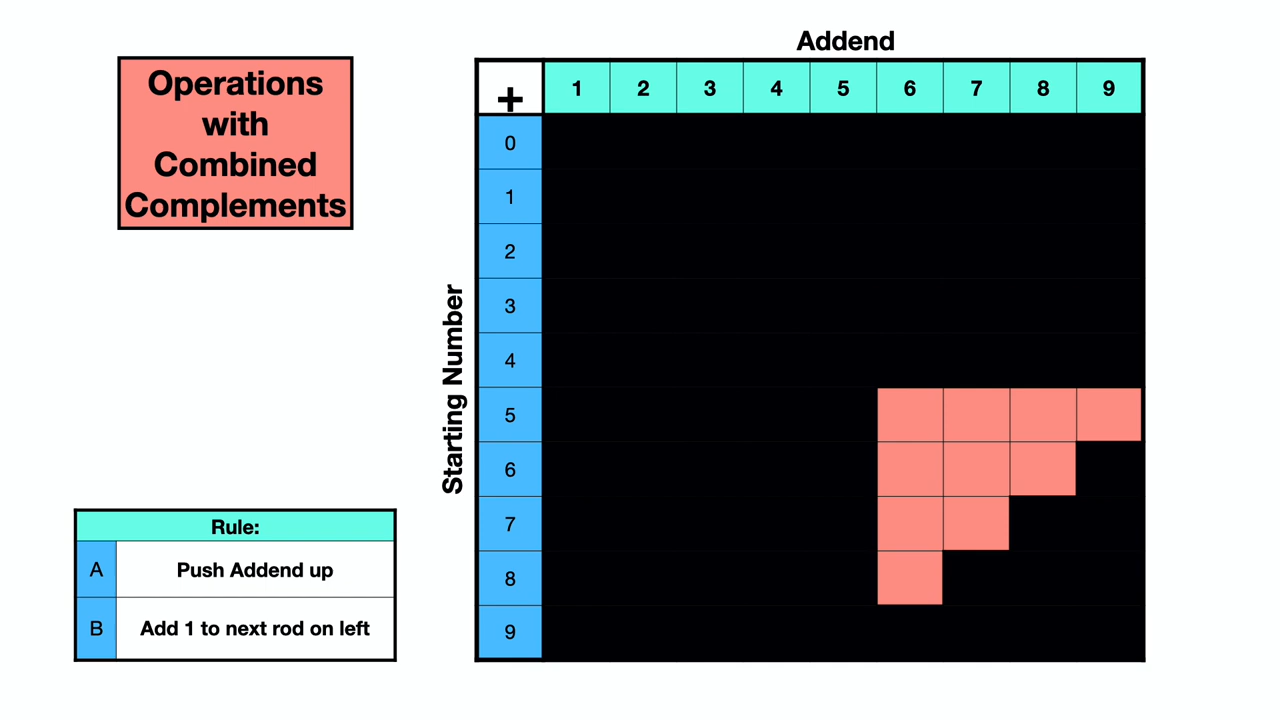 Operations
with
Combined
Complements
Addend
+ 1 2 3 4 5 6 7 8 9
Starting Number
0
1
2
3
4
5
6
7
8
9
Rule:
A Push Addend up
B Add 1 to next rod on left